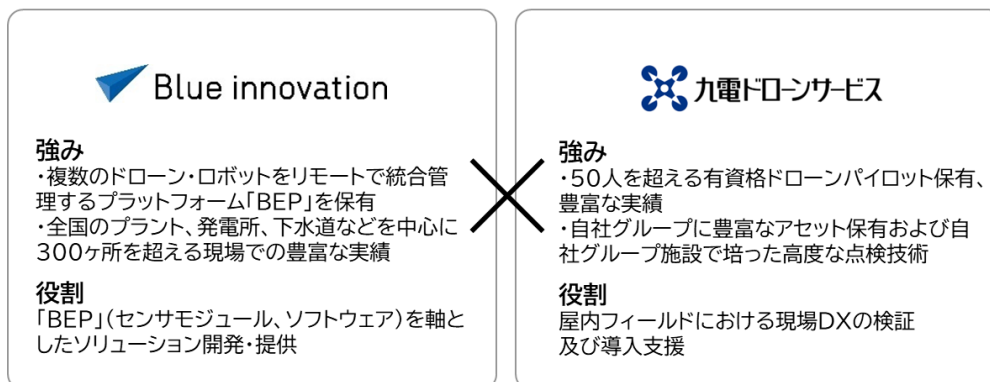 Blue innovation
強み
・複数のドローン・ロボットをリモートで統合管
理するプラットフォーム「BEP」を保有
・全国のプラント、発電所、下水道などを中心に
300ヶ所を超える現場での豊富な実績
役割
「BEP」(センサモジュール、ソフトウェア)を軸と
したソリューション開発・提供
九電ドローンサービス
強み
・50人を超える有資格ドローンパイロット保有、
豊富な実績
・自社グループに豊富なアセット保有および自
社グループ施設で培った高度な点検技術
役割
屋内フィールドにおける現場DXの検証
及び導入支援